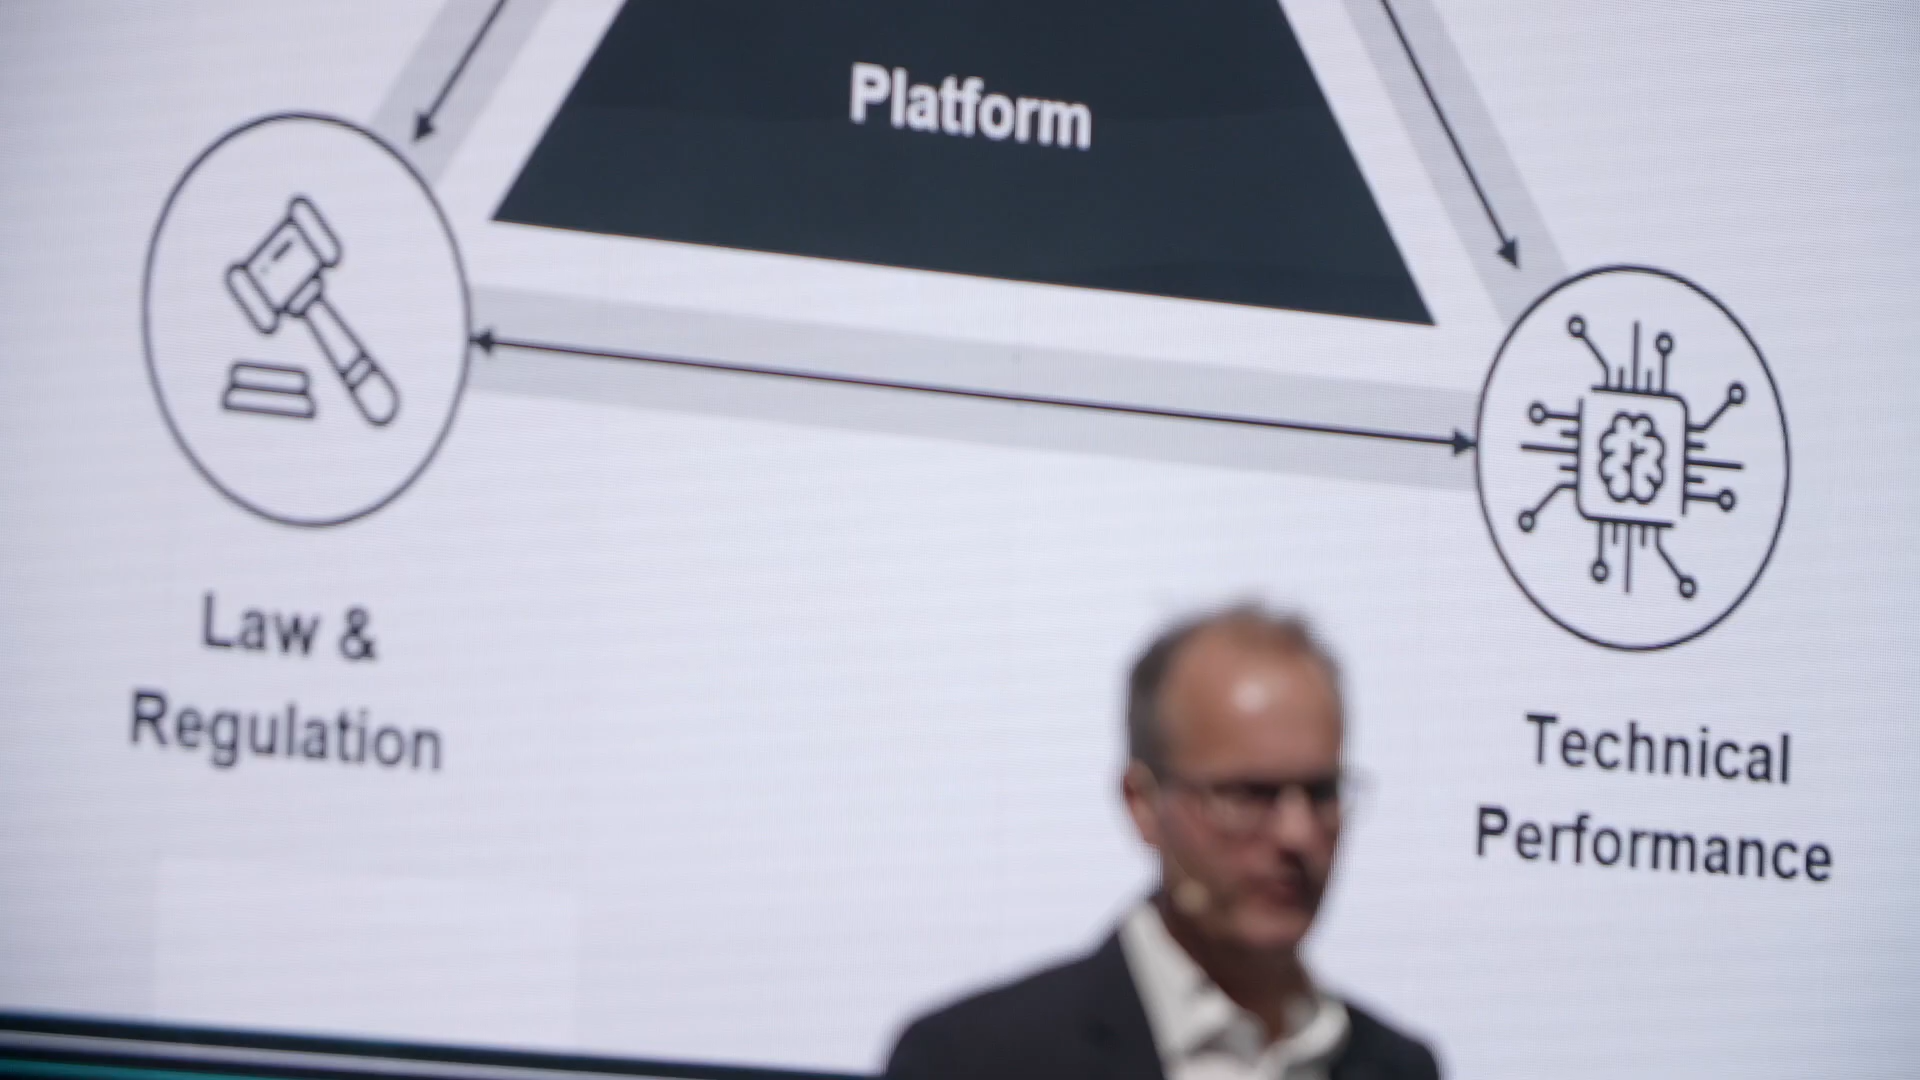 Platform
Law &
Regulation
Technical
Performance